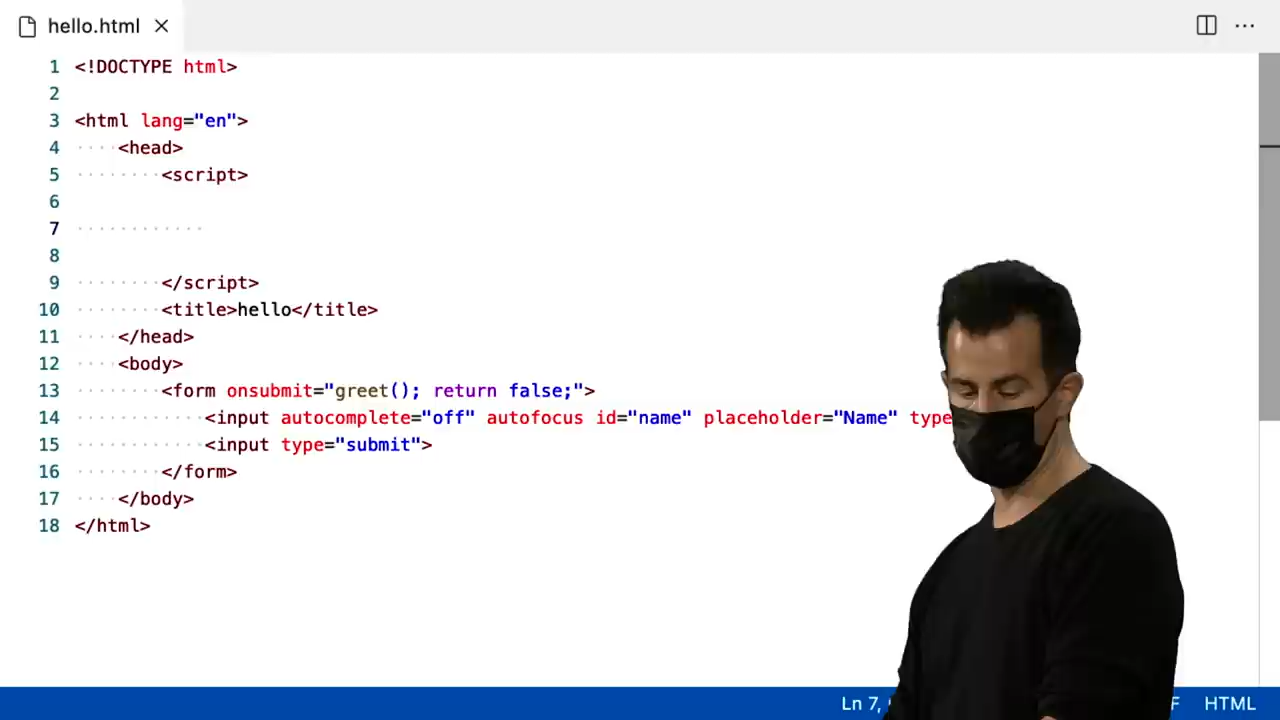 hello.html
1 <!DOCTYPE html>
2
3 <html lang="en">
4 <head>
5 <script>
6
7
8
9 </script>
10 <title>hello</title>
11 </head>
12 <body>
13 <form onsubmit="greet(); return false;">
14 <input autocomplete="off" autofocus id="name" placeholder="Name" type
15 <input type="submit">
16 </form>
17 </body>
18 </html>
Ln 7, HTML